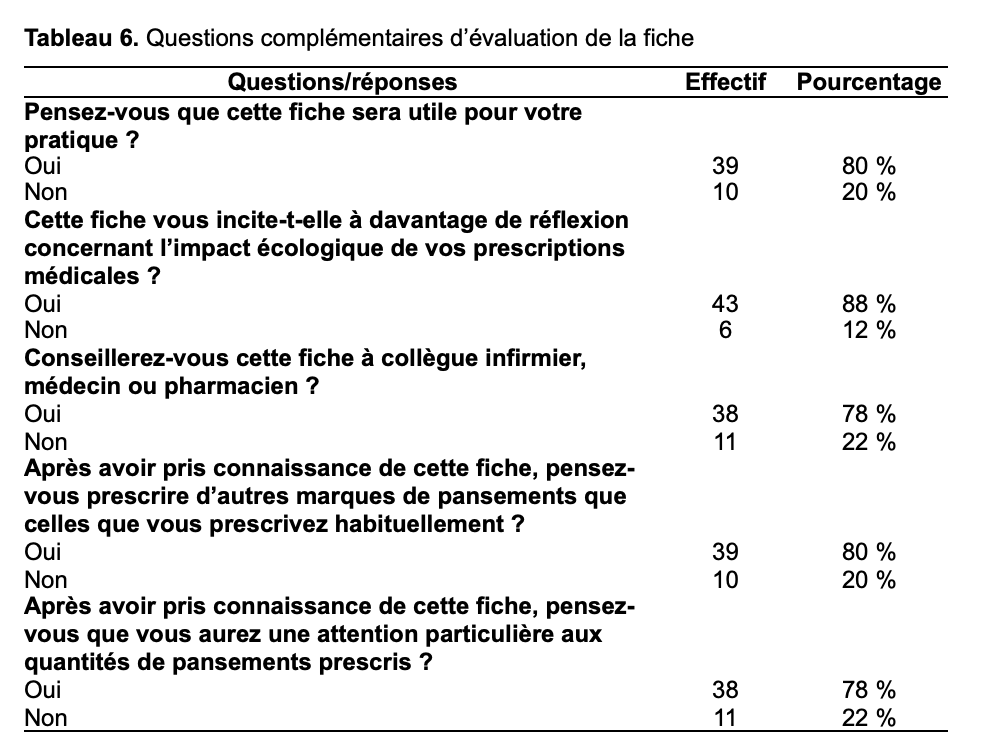 Tableau 6. Questions complémentaires d’évaluation de la fiche
Questions/réponses Effectif Pourcentage
Pensez-vous que cette fiche sera utile pour votre
pratique ?
Oui 39 80 %
Non 10 20 %
Cette fiche vous incite-t-elle à davantage de réflexion
concernant l’impact écologique de vos prescriptions
médicales ?
Oui 43 88 %
Non 6 12 %
Conseillerez-vous cette fiche à collègue infirmier,
médecin ou pharmacien ?
Oui 38 78 %
Non 11 22 %
Après avoir pris connaissance de cette fiche, pensez-
vous prescrire d’autres marques de pansements que
celles que vous prescrivez habituellement ?
Oui 39 80 %
Non 10 20 %
Après avoir pris connaissance de cette fiche, pensez-
vous que vous aurez une attention particulière aux
quantités de pansements prescris ?
Oui 38 78 %
Non 11 22 %